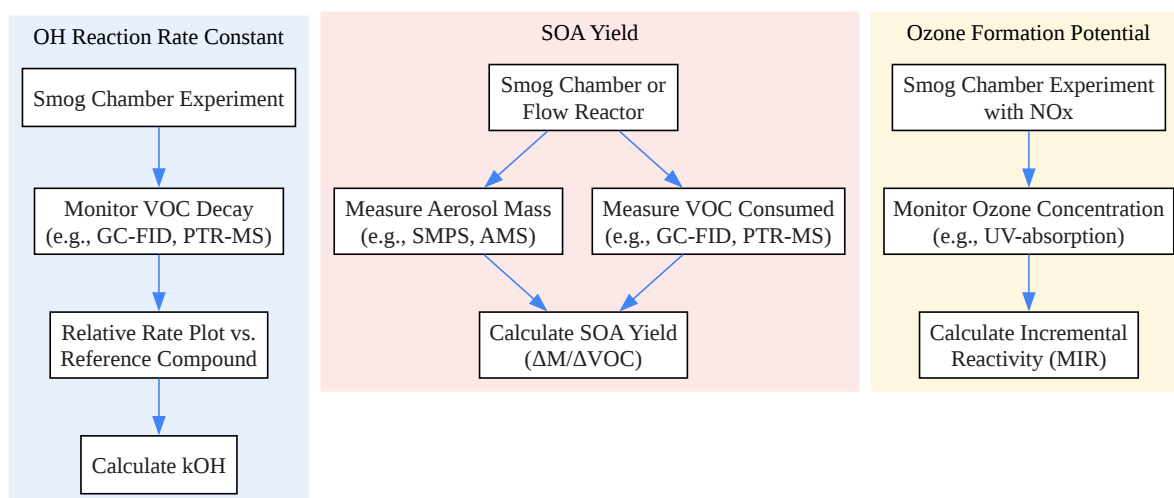 OH Reaction Rate Constant
Smog Chamber Experiment
Monitor VOC Decay
(e.g., GC-FID, PTR-MS)
Relative Rate Plot vs.
Reference Compound
Calculate kOH
SOA Yield
Smog Chamber or
Flow Reactor
Measure Aerosol Mass
(e.g., SMPS, AMS)
Measure VOC Consumed
(e.g., GC-FID, PTR-MS)
Calculate SOA Yield
(ΔM/ΔVOC)
Ozone Formation Potential
Smog Chamber Experiment
with NOx
Monitor Ozone Concentration
(e.g., UV-absorption)
Calculate Incremental
Reactivity (MIR)